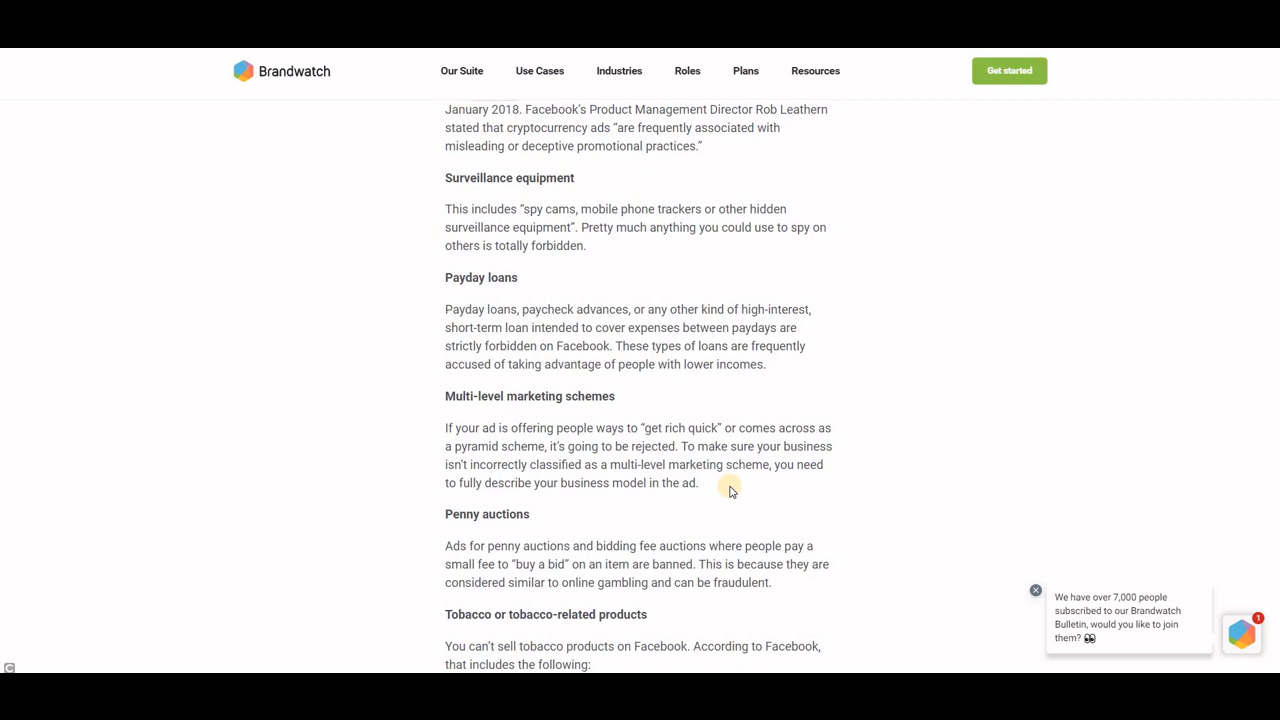 Brandwatch
Our Suite
Use Cases
Industries
Roles
Plans
Resources
Get started
January 2018. Facebook’s Product Management Director Rob Leathern
stated that cryptocurrency ads “are frequently associated with
misleading or deceptive promotional practices.”
Surveillance equipment
This includes “spy cams, mobile phone trackers or other hidden
surveillance equipment”. Pretty much anything you could use to spy on
others is totally forbidden.
Payday loans
Payday loans, paycheck advances, or any other kind of high-interest,
short-term loan intended to cover expenses between paydays are
strictly forbidden on Facebook. These types of loans are frequently
accused of taking advantage of people with lower incomes.
Multi-level marketing schemes
If your ad is offering people ways to “get rich quick” or comes across as
a pyramid scheme, it’s going to be rejected. To make sure your business
isn’t incorrectly classified as a multi-level marketing scheme, you need
to fully describe your business model in the ad.
Penny auctions
Ads for penny auctions and bidding fee auctions where people pay a
small fee to “buy a bid” on an item are banned. This is because they are
considered similar to online gambling and can be fraudulent.
Tobacco or tobacco-related products
You can’t sell tobacco products on Facebook. According to Facebook,
that includes the following:
We have over 7,000 people
subscribed to our Brandwatch
Bulletin, would you like to join
them? 👀
1
C